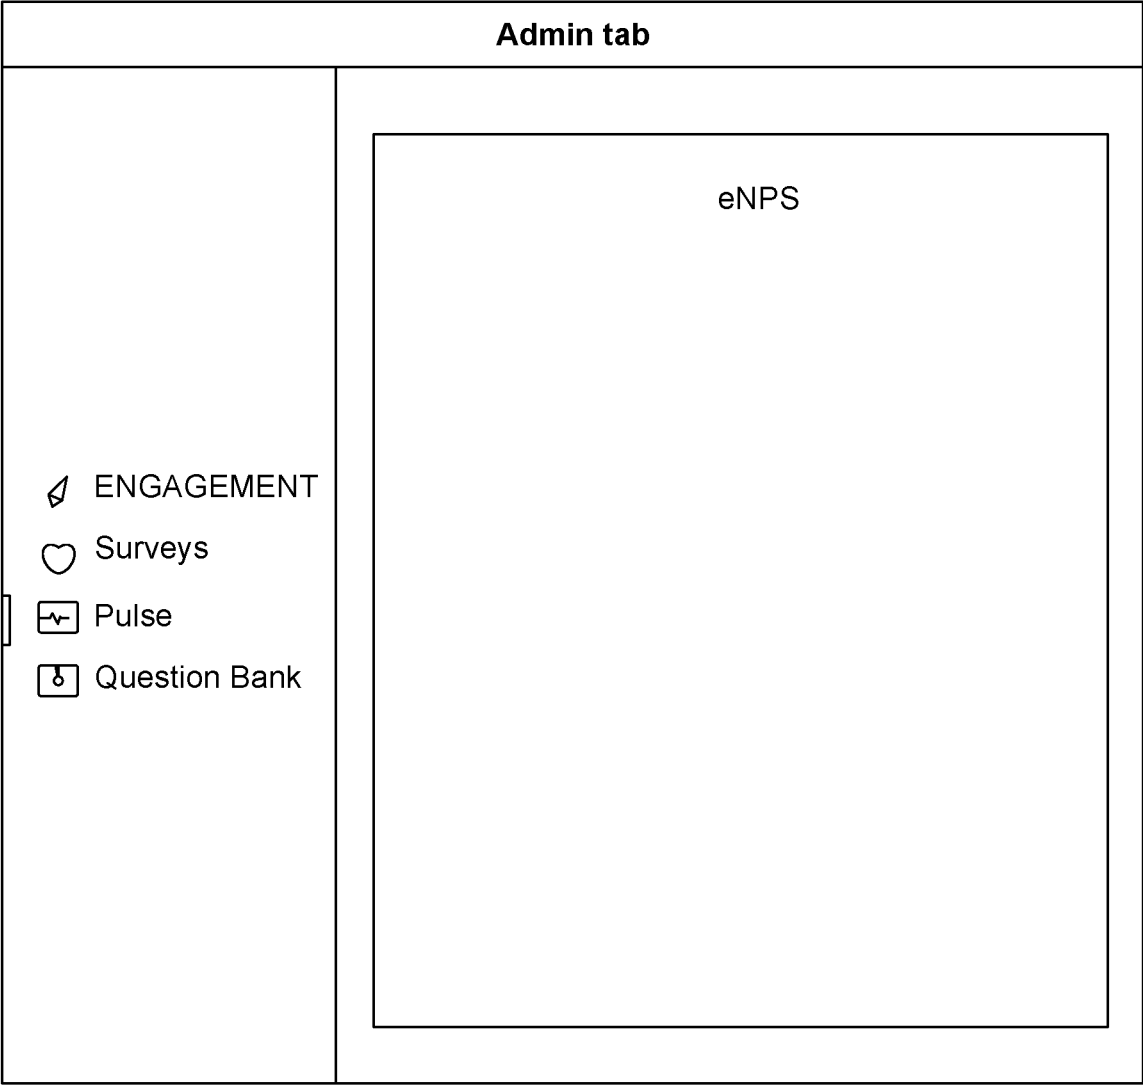 Admin tab
eNPS
ENGAGEMENT
Surveys
Pulse
Question Bank